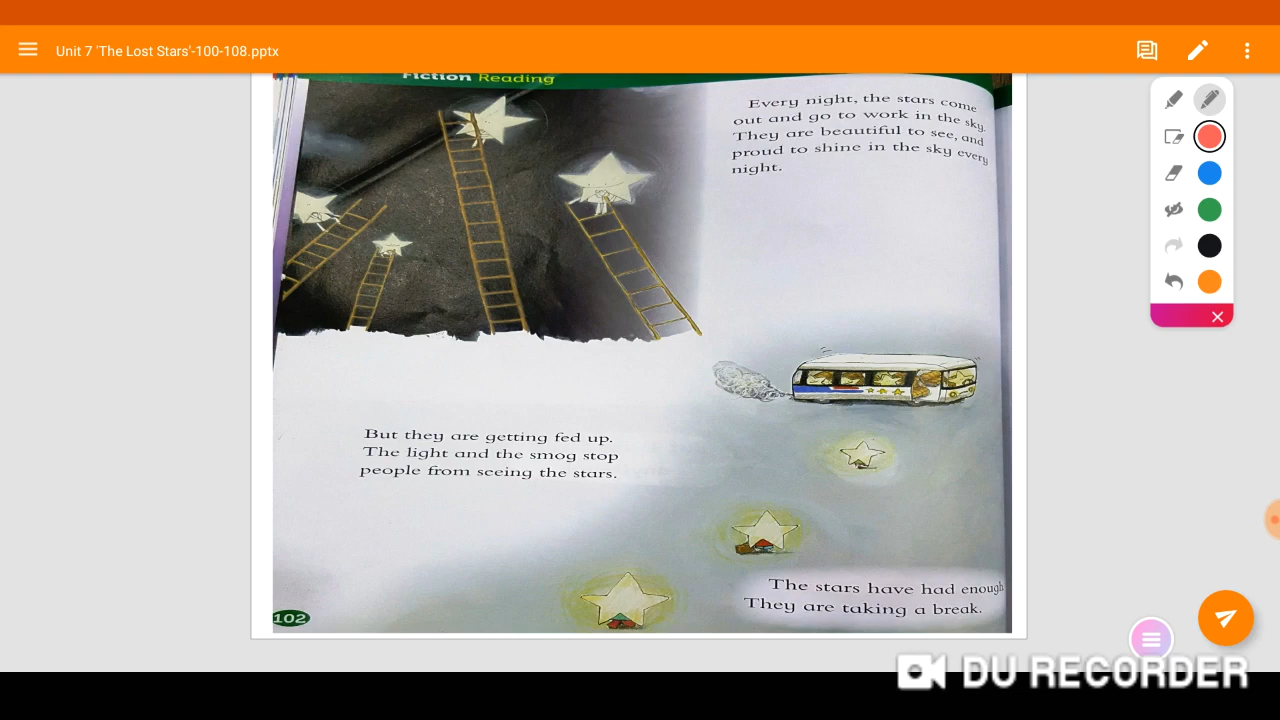 Unit 7 'The Lost Stars'-100-108.pptx
Fiction Reading
Every night, the stars come
out and go to work in the sky.
They are beautiful to see, and
proud to shine in the sky every
night.
But they are getting fed up.
The light and the smog stop
people from seeing the stars.
The stars have had enough
They are taking a break.
102
DU RECORDER